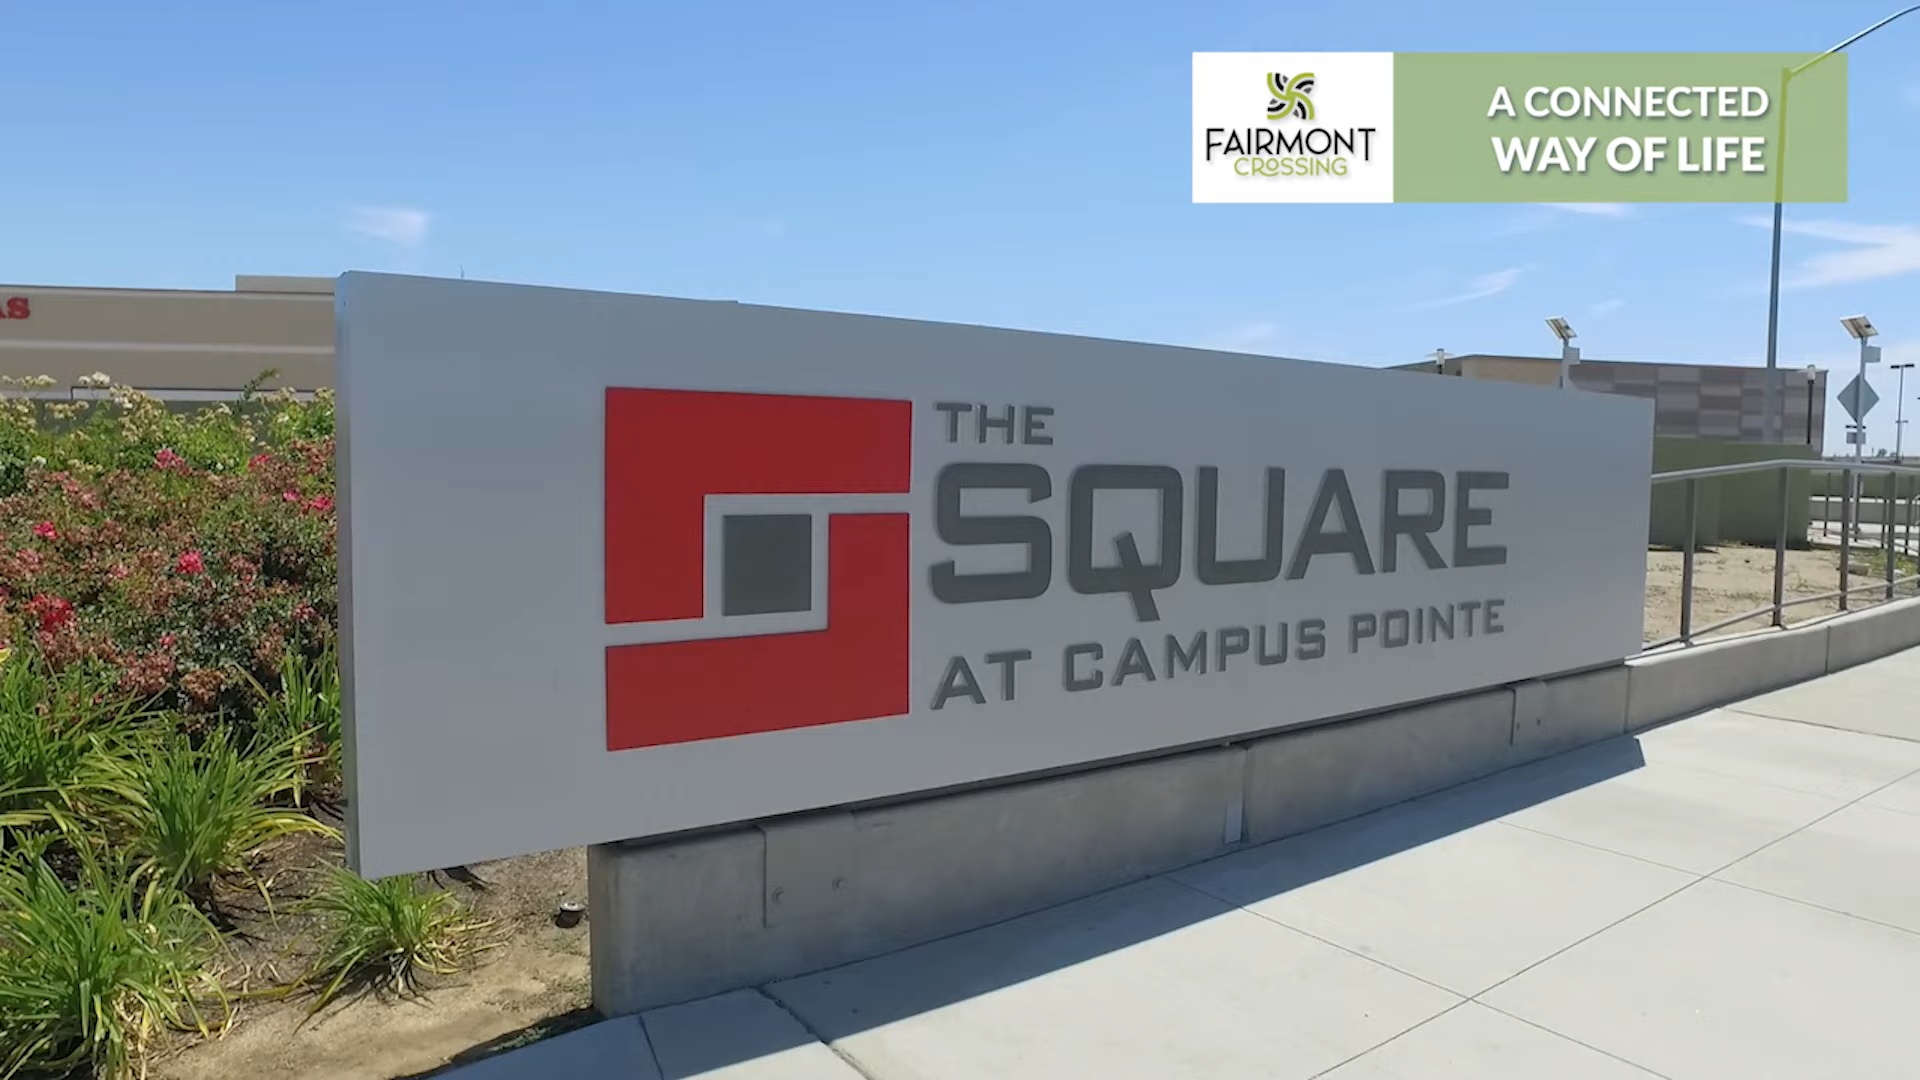 FAIRMONT
CROSSING
A CONNECTED
WAY OF LIFE
THE
SQUARE
AT CAMPUS POINTE